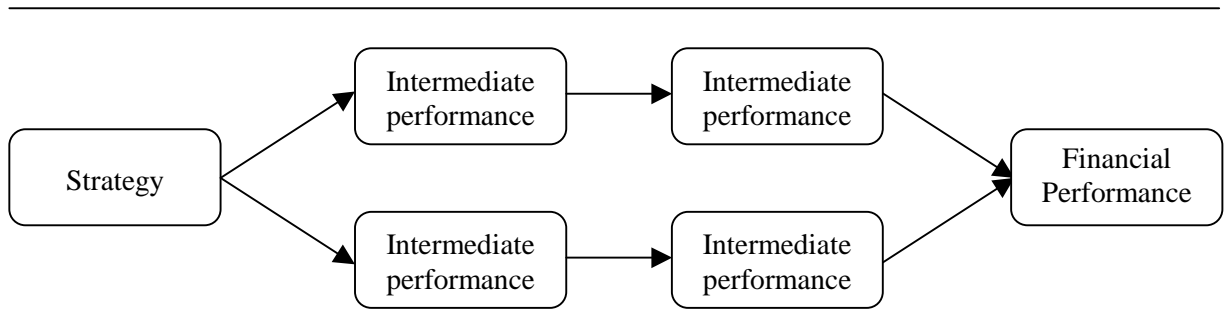 Strategy
Intermediate
performance
Intermediate
performance
Intermediate
performance
Intermediate
performance
Financial
Performance